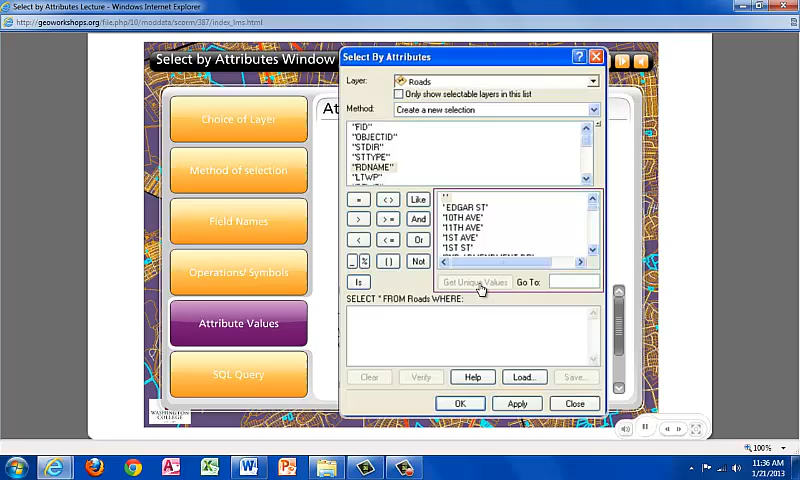 Select by Attributes Lecture - Windows Internet Explorer
http://geoworkshops.org/file.php/10/moddata/scorm/387/index_lms.html
Select by Attributes Window
Choice of Layer
Method of selection
Field Names
Operations/ Symbols
Attribute Values
SQL Query
At
WASHINGTON
COLLEGE
Select By Attributes
Layer:
Roads
Only show selectable layers in this list
Method:
Create a new selection
"FID"
"OBJECTID"
"STDIR"
"STTYPE"
"RDNAME"
"LTWP"
= < > Like
> > = And
< < = Or
_ % ( ) Not
Is
' '
' EDGAR ST'
'10TH AVE'
'11TH AVE'
'1ST AVE'
'1ST ST'
Get Unique Values
Go To:
SELECT * FROM Roads WHERE:
Clear
Verify
Help
Load...
Save...
OK
Apply
Close
100%
11:36 AM
1/21/2013